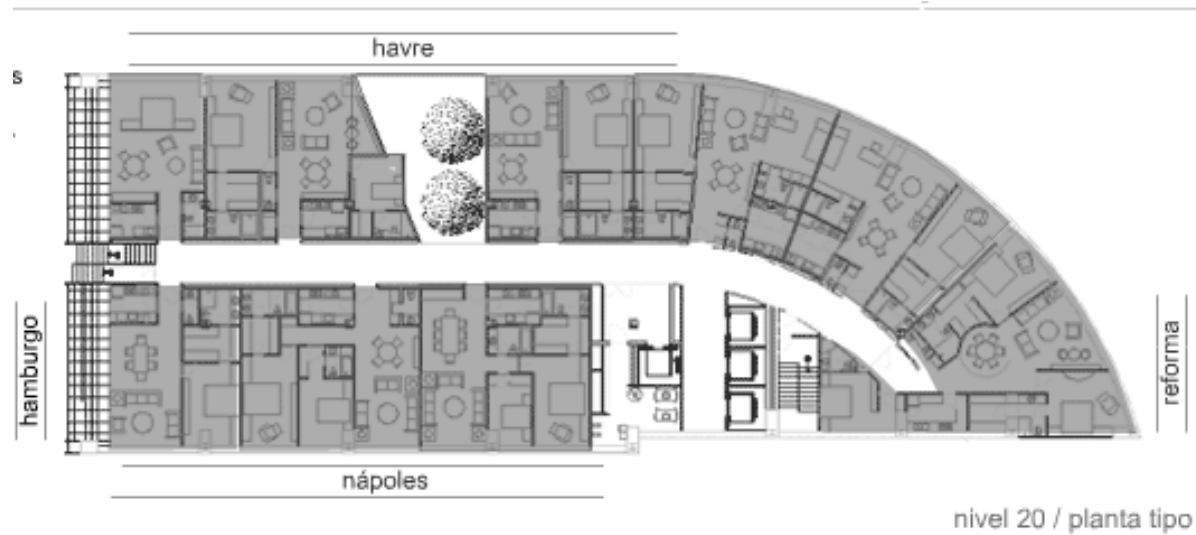 havre
s
hamburgo
reforma
nápoles
nivel 20 / planta tipo